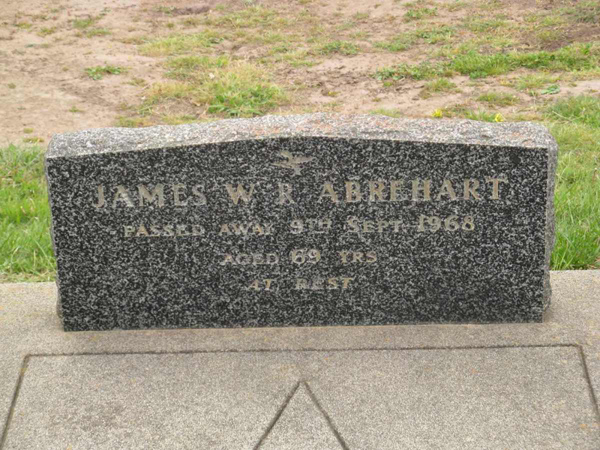 JAMES W. R. ABREHART
PASSED AWAY 9TH SEPT. 1968
AGED 69 YRS
AT REST